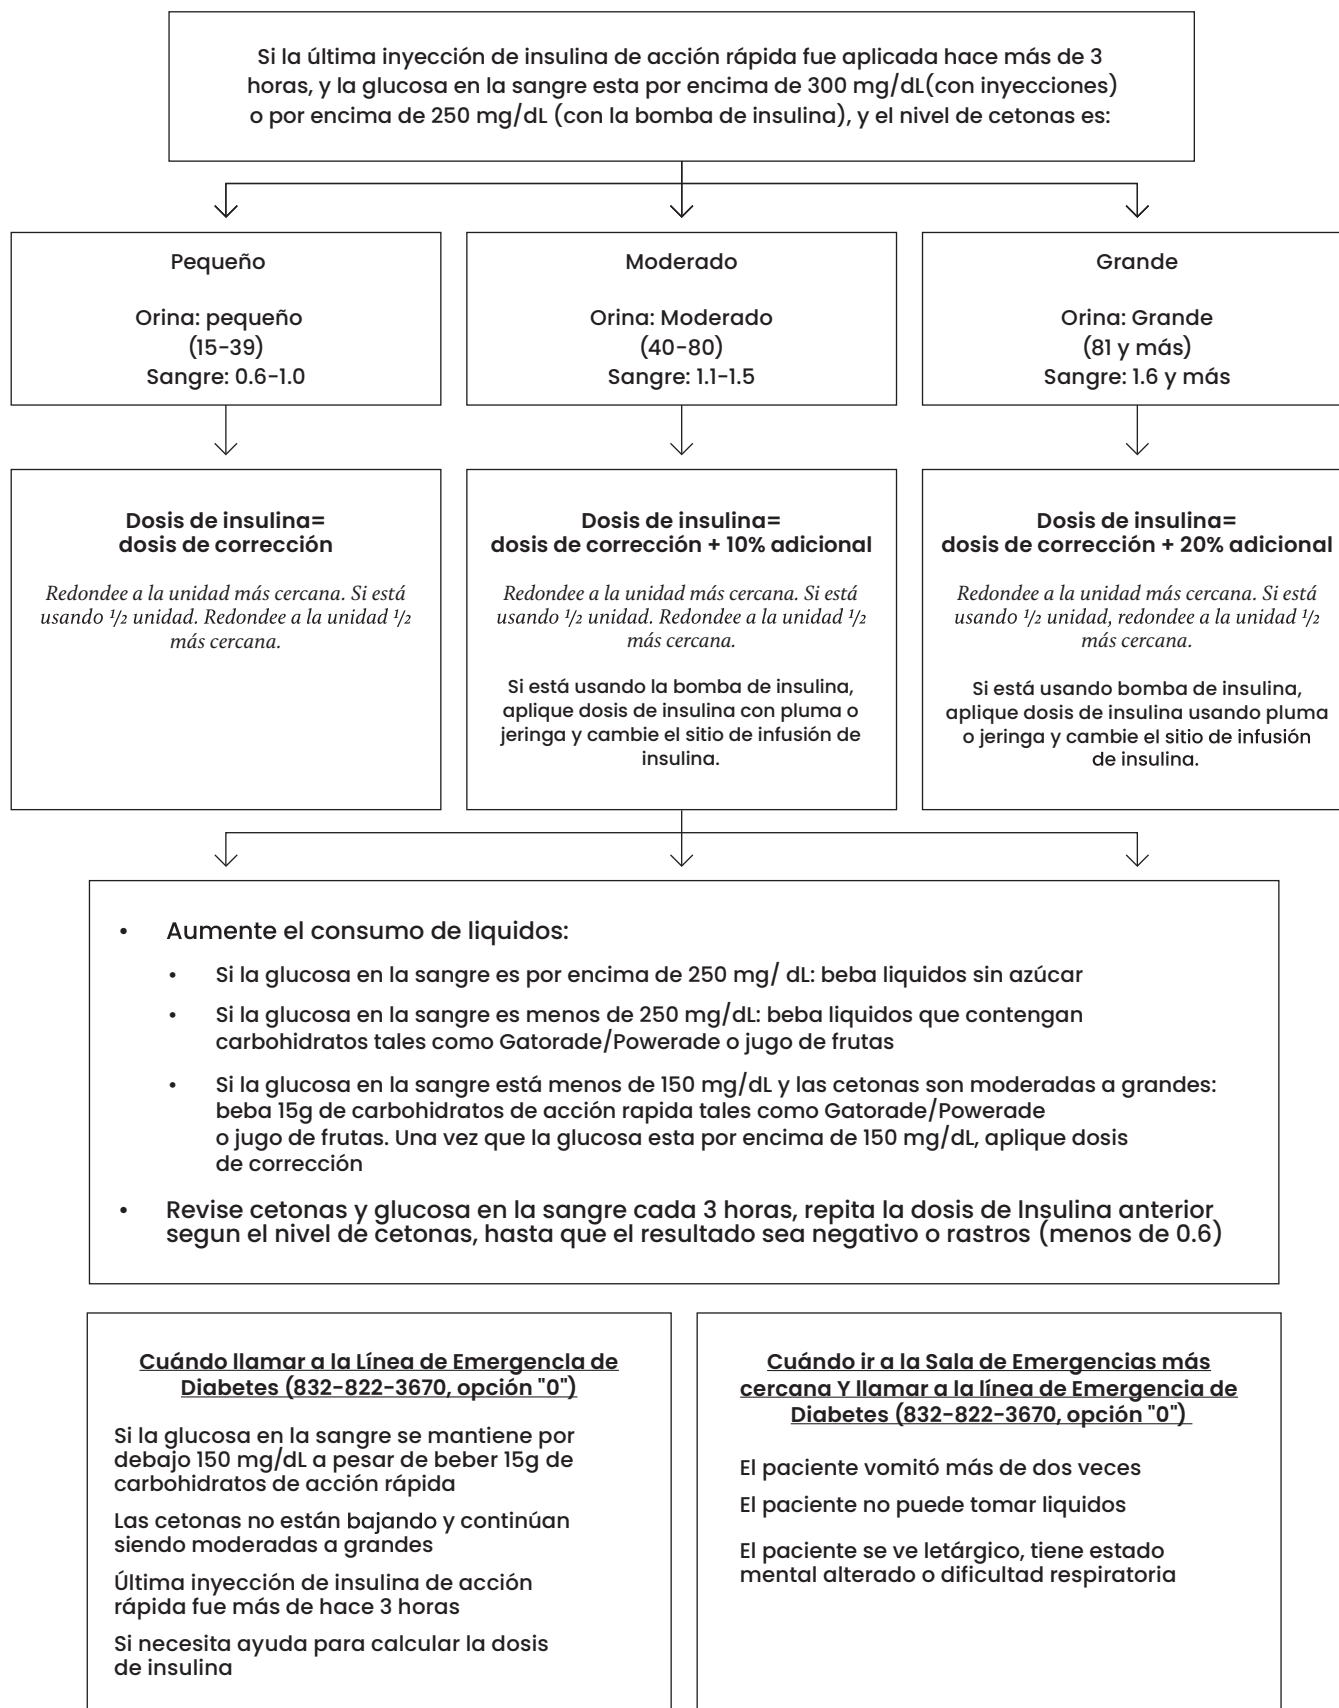 Si la última inyección de insulina de acción rápida fue aplicada hace más de 3
horas, y la glucosa en la sangre esta por encima de 300 mg/dL(con inyecciones)
o por encima de 250 mg/dL (con la bomba de insulina), y el nivel de cetonas es:
Pequeño
Orina: pequeño
(15-39)
Sangre: 0.6-1.0
Moderado
Orina: Moderado
(40-80)
Sangre: 1.1-1.5
Grande
Orina: Grande
(81 y más)
Sangre: 1.6 y más
Dosis de insulina=
dosis de corrección
Redondee a la unidad más cercana. Si está
usando ½ unidad. Redondee a la unidad ½
más cercana.
Dosis de insulina=
dosis de corrección + 10% adicional
Redondee a la unidad más cercana. Si está
usando ½ unidad. Redondee a la unidad ½
más cercana.
Si está usando la bomba de insulina,
aplique dosis de insulina con pluma o
jeringa y cambie el sitio de infusión de
insulina.
Dosis de insulina=
dosis de corrección + 20% adicional
Redondee a la unidad más cercana. Si está
usando ½ unidad, redondee a la unidad ½
más cercana.
Si está usando bomba de insulina,
aplique dosis de insulina usando pluma
o jeringa y cambie el sitio de infusión
de insulina.
• Aumente el consumo de liquidos:
• Si la glucosa en la sangre es por encima de 250 mg/ dL: beba liquidos sin azúcar
• Si la glucosa en la sangre es menos de 250 mg/dL: beba liquidos que contengan
carbohidratos tales como Gatorade/Powerade o jugo de frutas
• Si la glucosa en la sangre está menos de 150 mg/dL y las cetonas son moderadas a grandes:
beba 15g de carbohidratos de acción rapida tales como Gatorade/Powerade
o jugo de frutas. Una vez que la glucosa esta por encima de 150 mg/dL, aplique dosis
de corrección
• Revise cetonas y glucosa en la sangre cada 3 horas, repita la dosis de lnsulina anterior
segun el nivel de cetonas, hasta que el resultado sea negativo o rastros (menos de 0.6)
Cuándo llamar a la Línea de Emergencla de
Diabetes (832-822-3670, opción "0")
Si la glucosa en la sangre se mantiene por
debajo 150 mg/dL a pesar de beber 15g de
carbohidratos de acción rápida
Las cetonas no están bajando y continúan
siendo moderadas a grandes
Última inyección de insulina de acción
rápida fue más de hace 3 horas
Si necesita ayuda para calcular la dosis
de insulina
Cuándo ir a la Sala de Emergencias más
cercana Y llamar a la línea de Emergencia de
Diabetes (832-822-3670, opción "0")
El paciente vomitó más de dos veces
El paciente no puede tomar liquidos
El paciente se ve letárgico, tiene estado
mental alterado o dificultad respiratoria